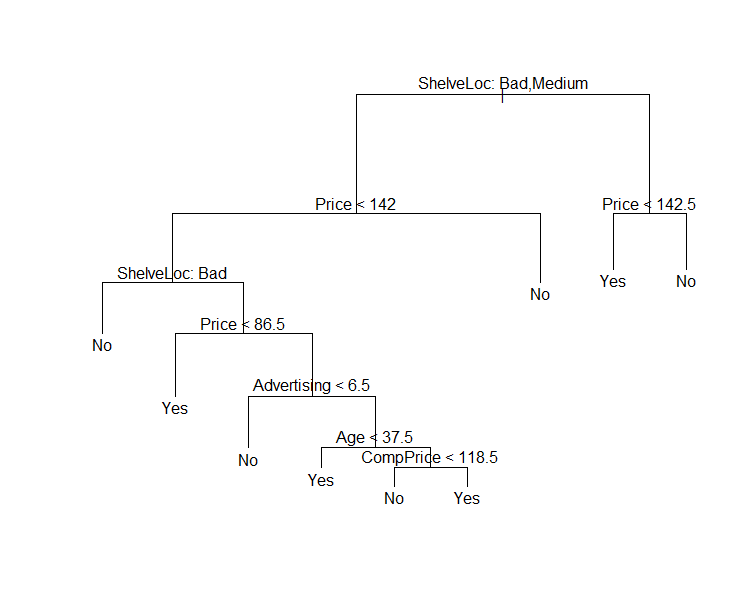 ShelveLoc: Bad,Medium
Price < 142
Price < 142.5
ShelveLoc: Bad
Yes
No
No
Price < 86.5
No
Advertising < 6.5
Yes
Age < 37.5
CompPrice < 118.5
No
Yes
No
Yes